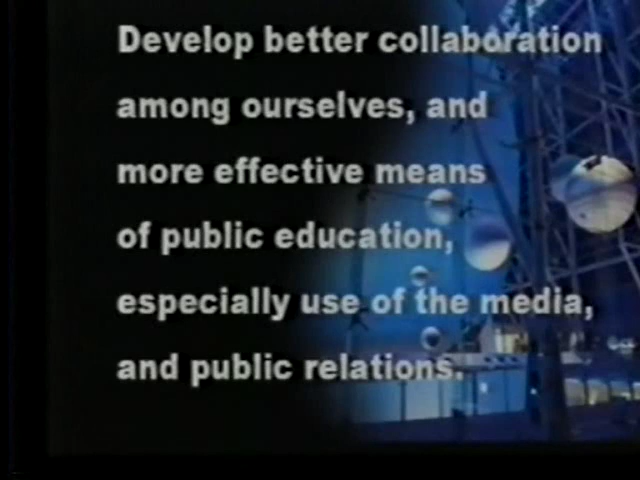 Develop better collaboration
among ourselves, and
more effective means
of public education,
especially use of the media,
and public relations.